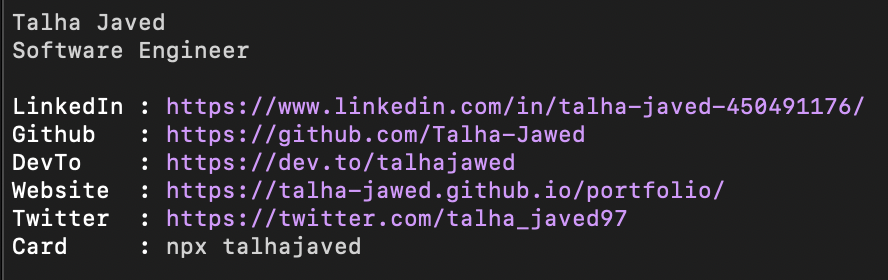 Talha Javed
Software Engineer
LinkedIn : https://www.linkedin.com/in/talha-javed-450491176/
Github   : https://github.com/Talha-Jawed
DevTo    : https://dev.to/talhajawed
Website  : https://talha-jawed.github.io/portfolio/
Twitter  : https://twitter.com/talha_javed97
Card     : npx talhajaved